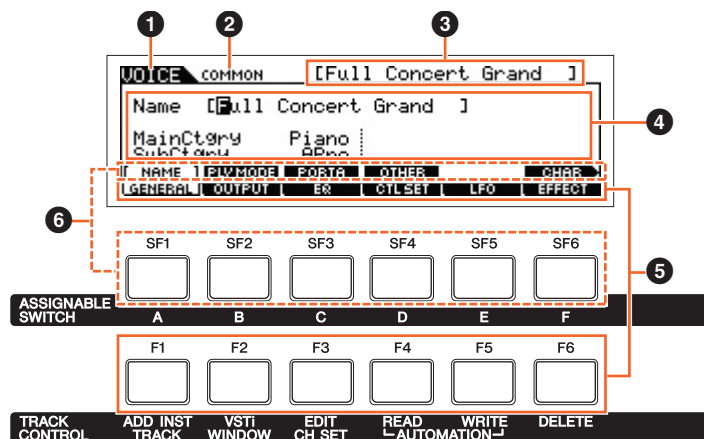 1 2 3
VOICE COMMON [Full Concert Grand ]
Name [Full Concert Grand ]
4
MainCtgry Piano
SubCtgry APno
[ NAME ] PLY MODE PORTA OTHER CHAR
GENERAL OUTPUT EQ CTL SET LFO EFFECT
6
SF1 SF2 SF3 SF4 SF5 SF6
5
ASSIGNABLE
SWITCH A B C D E F
F1 F2 F3 F4 F5 F6
TRACK ADD INST VSTi EDIT READ WRITE DELETE
CONTROL TRACK WINDOW CH SET AUTOMATION